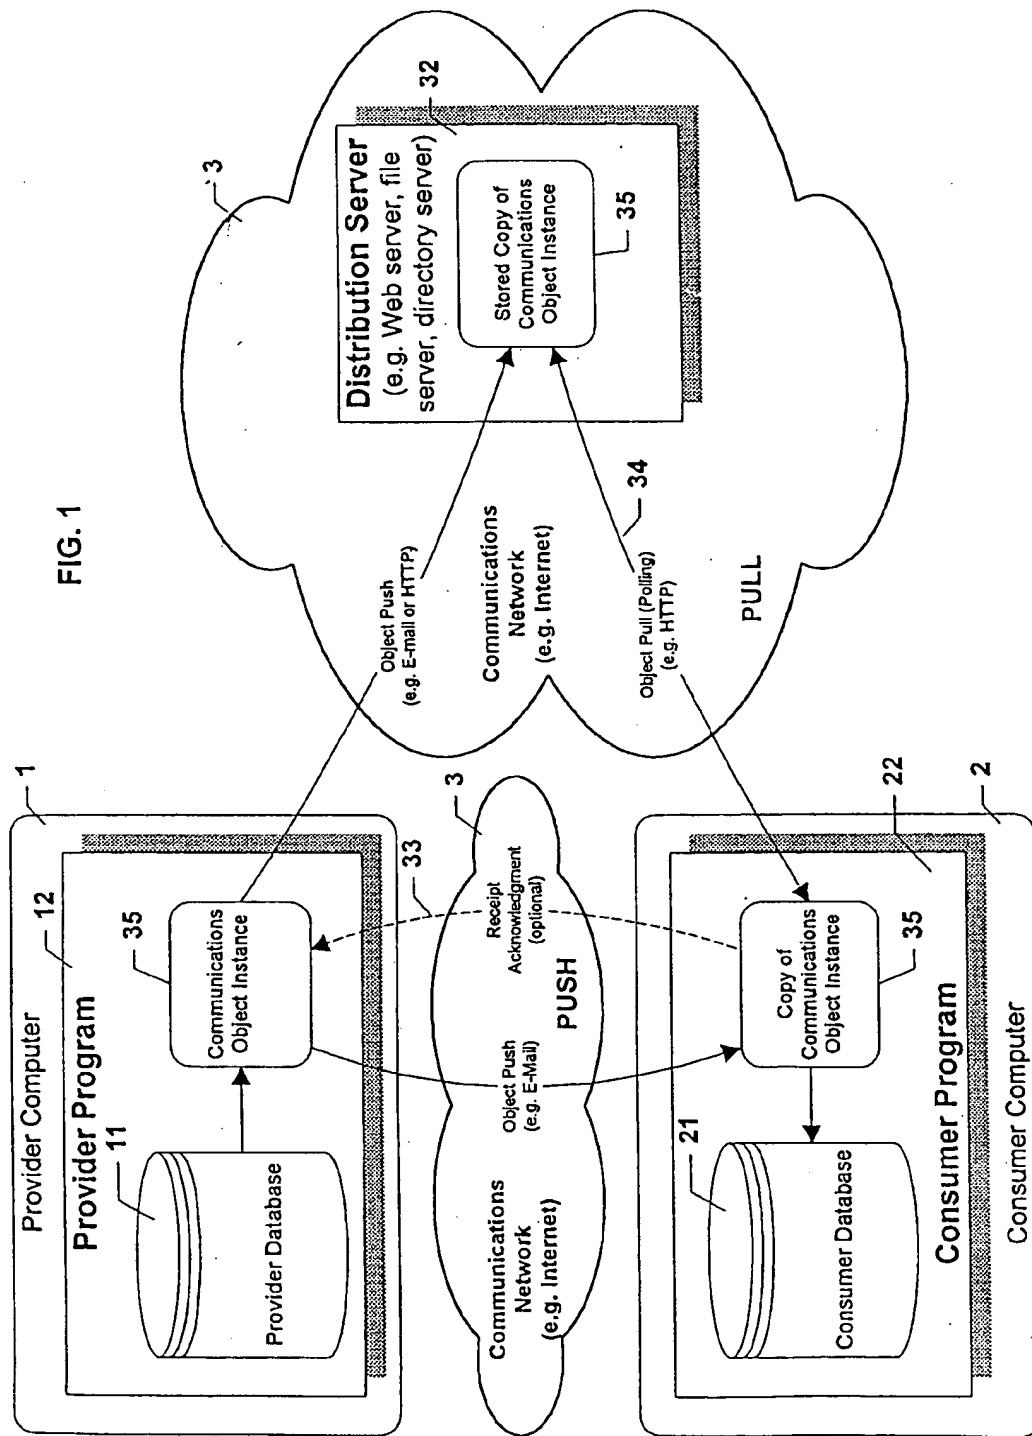 FIG. 1
Provider Computer
1
Provider Program
12
11
Provider Database
35
Communications
Object Instance
Communications
Network
(e.g. Internet)
3
33
Object Push
(e.g. E-Mail)
Receipt
Acknowledgment
(optional)
PUSH
21
Consumer Database
Copy of
Communications
Object Instance
35
22
Consumer Program
2
Consumer Computer
3
Object Push
(e.g. E-mail or HTTP)
Communications
Network
(e.g. Internet)
Object Pull (Polling)
(e.g. HTTP)
34
PULL
Distribution Server
(e.g. Web server, file
server, directory server)
32
Stored Copy of
Communications
Object Instance
35